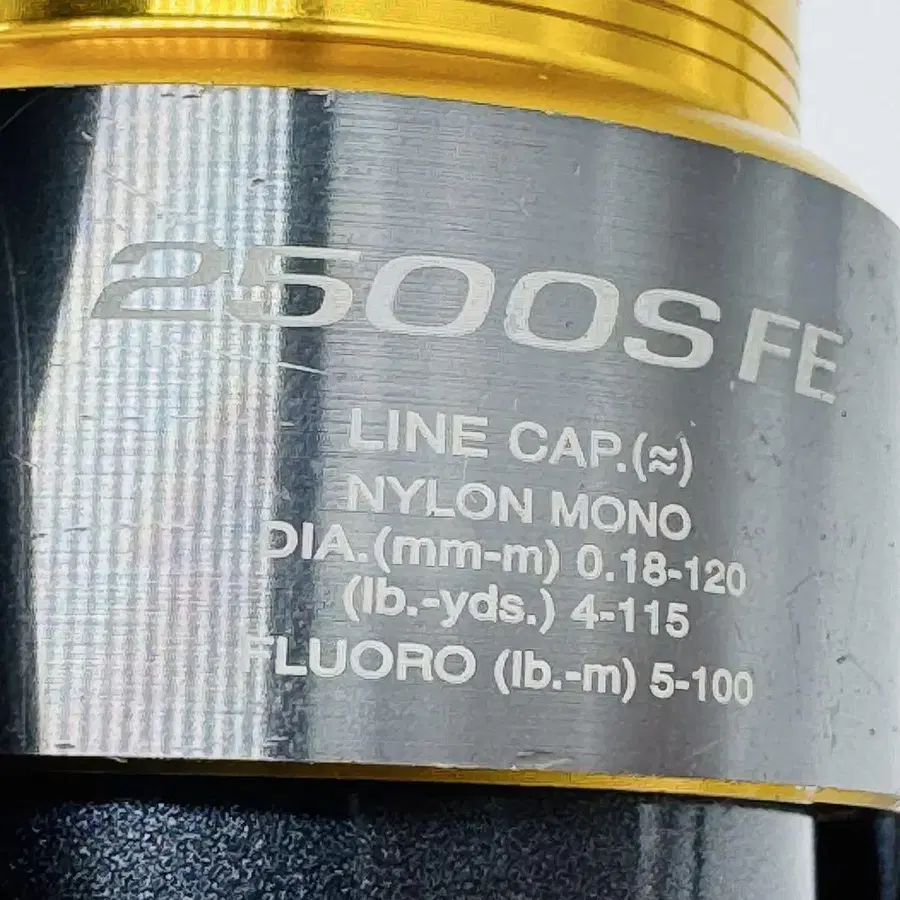 2500S FE
LINE CAP.(≈)
NYLON MONO
DIA.(mm-m) 0.18-120
(lb.-yds.) 4-115
FLUORO (lb.-m) 5-100